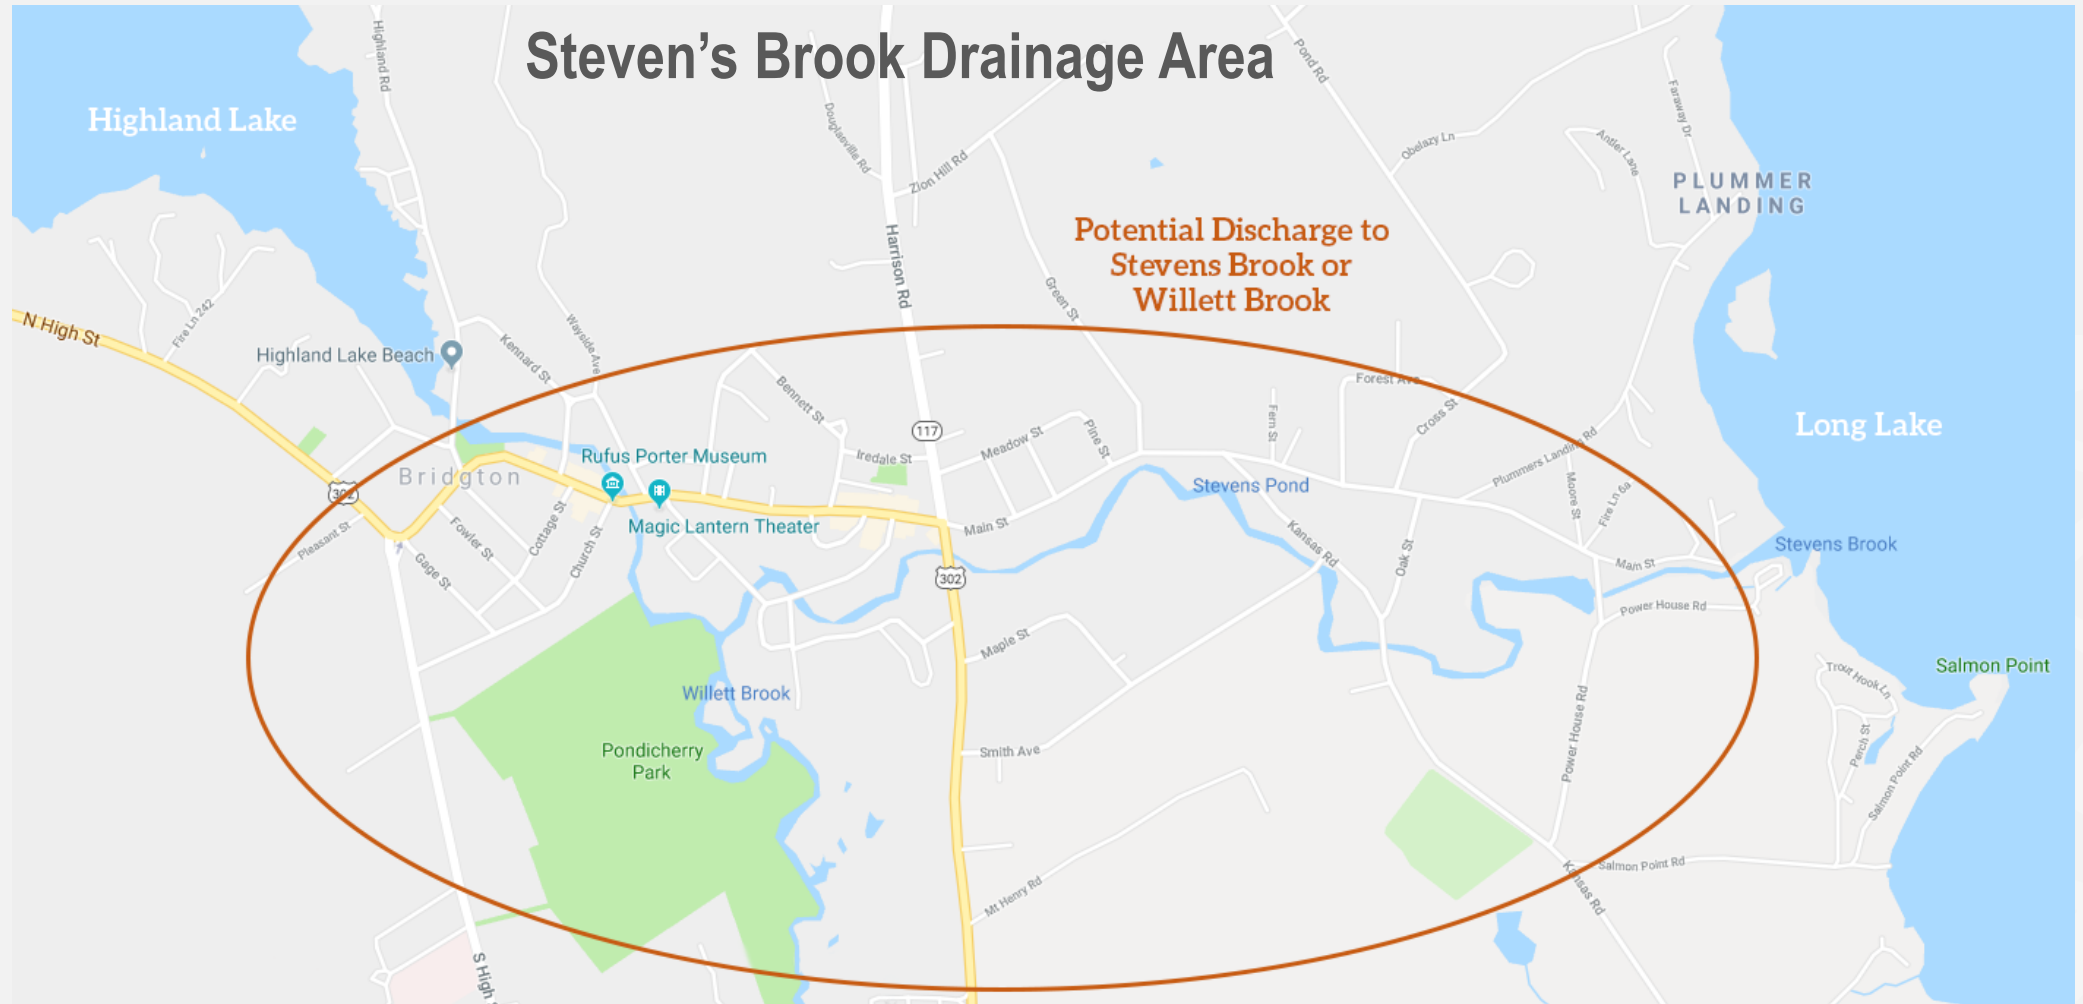 Steven's Brook Drainage Area
Highland Rd
Pond Rd
Highland Lake
Douglasville Rd
Zion Hill Rd
Obelazy Ln
Antler Lane
Faraway Dr
PLUMMER
LANDING
Potential Discharge to
Stevens Brook or
Willett Brook
Harrison Rd
Green St
N High St
Fire Ln 242
Highland Lake Beach
Kennard St
Wayside Ave
Bennett St
Forest Ave
Cross St
Fern St
Long Lake
117
Meadow St
Pine St
Iredale St
Plummers Landing Rd
Rufus Porter Museum
Bridgton
302
Stevens Pond
Moore St
Fire Ln 6a
Magic Lantern Theater
Main St
Pleasant St
Fowler St
Cottage St
Church St
Gage St
Kansas Rd
Oak St
Stevens Brook
Main St
302
Power House Rd
Maple St
Willett Brook
Salmon Point
Trout Hook Ln
Pondicherry
Park
Smith Ave
Power House Rd
Perch St
Salmon Point Rd
Mt Henry Rd
Salmon Point Rd
Kansas Rd
S High